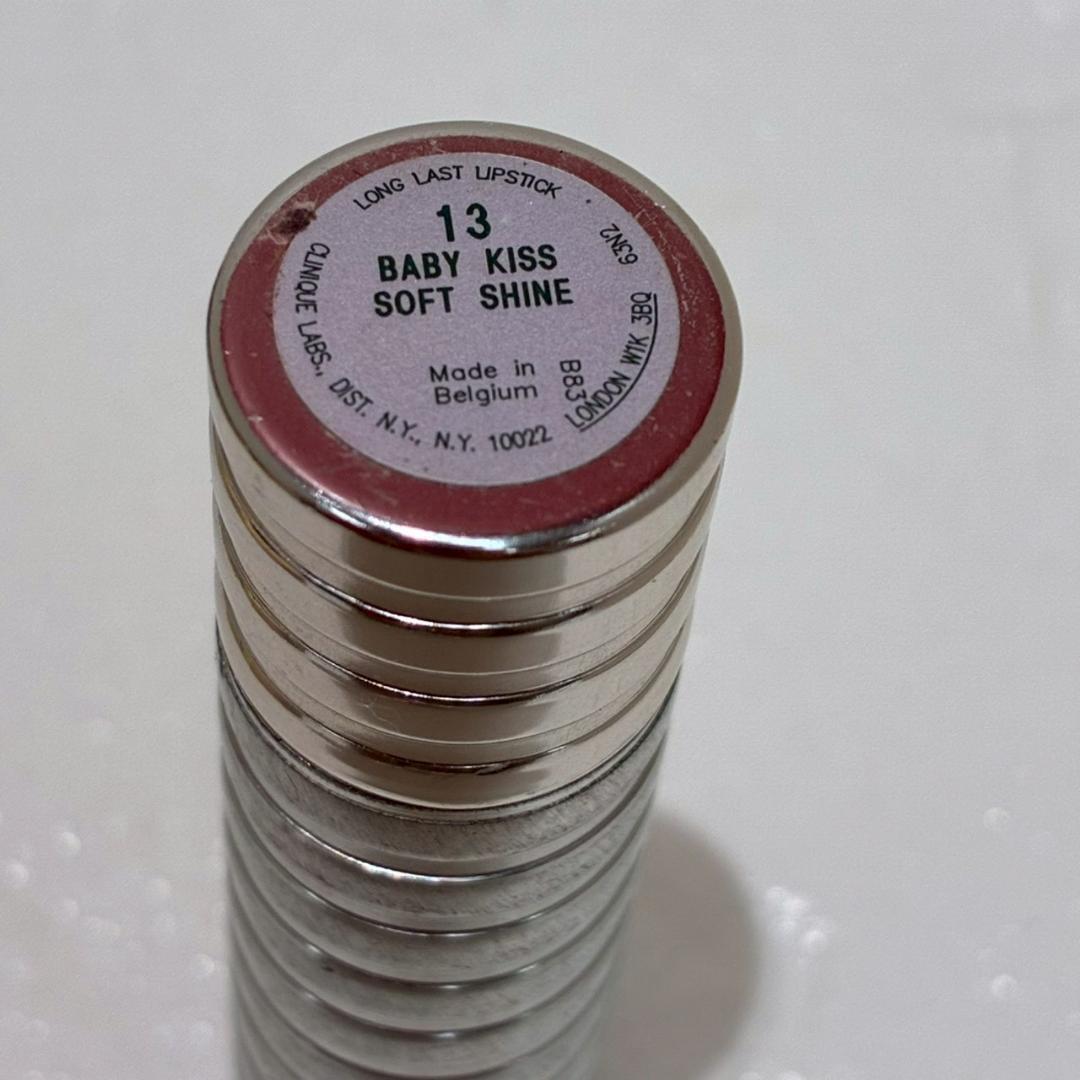 LONG LAST LIPSTICK
13
BABY KISS
SOFT SHINE
Made in
Belgium
B83
63N2
LONDON W1K 3BQ
CLINIQUE LABS., DIST. N.Y., N.Y. 10022